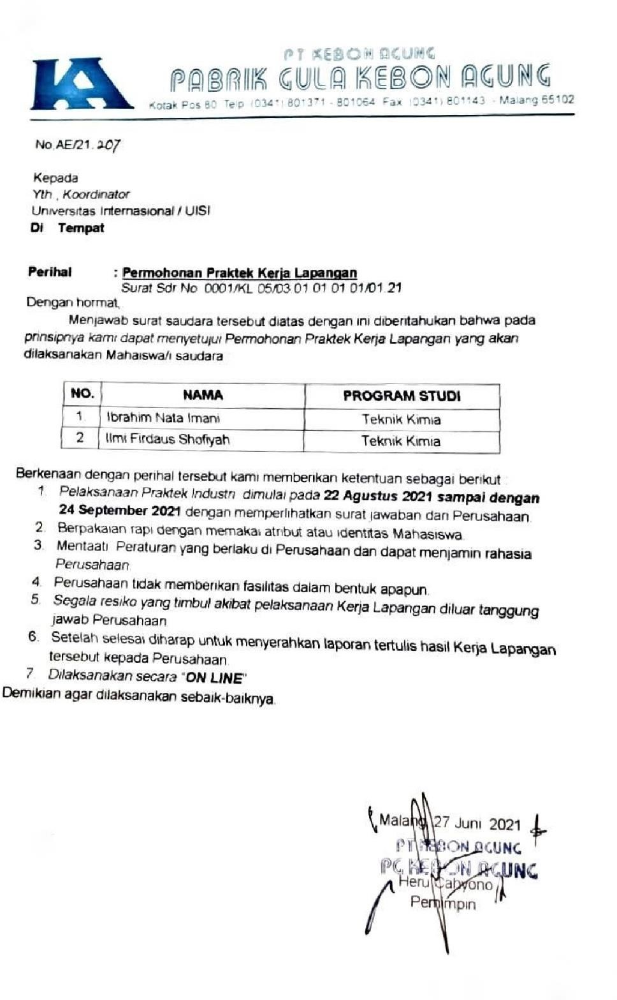 PT KEBON AGUNG
PABRIK GULA KEBON AGUNG
Kotak Pos 80 Telp (0341) 801371 - 801064 Fax (0341) 801143 - Malang 65102
No.AE/21.207
Kepada
Yth , Koordinator
Universitas Internasional / UISI
Di Tempat
Perihal : Permohonan Praktek Kerja Lapangan
Surat Sdr No 0001/KL 05/03 01 01 01 01/01 21
Dengan hormat,
Menjawab surat saudara tersebut diatas dengan ini diberitahukan bahwa pada
prinsipnya kami dapat menyetujui Permohonan Praktek Kerja Lapangan yang akan
dilaksanakan Mahaiswa/i saudara
NO. NAMA PROGRAM STUDI
1. Ibrahim Nata Imani Teknik Kimia
2 Ilmi Firdaus Shofiyah Teknik Kimia
Berkenaan dengan perihal tersebut kami memberikan ketentuan sebagai berikut :
1. Pelaksanaan Praktek Industri dimulai pada 22 Agustus 2021 sampai dengan
24 September 2021 dengan memperlihatkan surat jawaban dari Perusahaan.
2. Berpakaian rapi dengan memakai atribut atau identitas Mahasiswa.
3. Mentaati Peraturan yang berlaku di Perusahaan dan dapat menjamin rahasia
Perusahaan
4. Perusahaan tidak memberikan fasilitas dalam bentuk apapun.
5. Segala resiko yang timbul akibat pelaksanaan Kerja Lapangan diluar tanggung
jawab Perusahaan
6. Setelah selesai diharap untuk menyerahkan laporan tertulis hasil Kerja Lapangan
tersebut kepada Perusahaan.
7. Dilaksanakan secara "ON LINE"
Demikian agar dilaksanakan sebaik-baiknya.
Malang, 27 Juni 2021
PT KEBON AGUNG
PG KEBON AGUNG
Heru Cahyono
Pemimpin